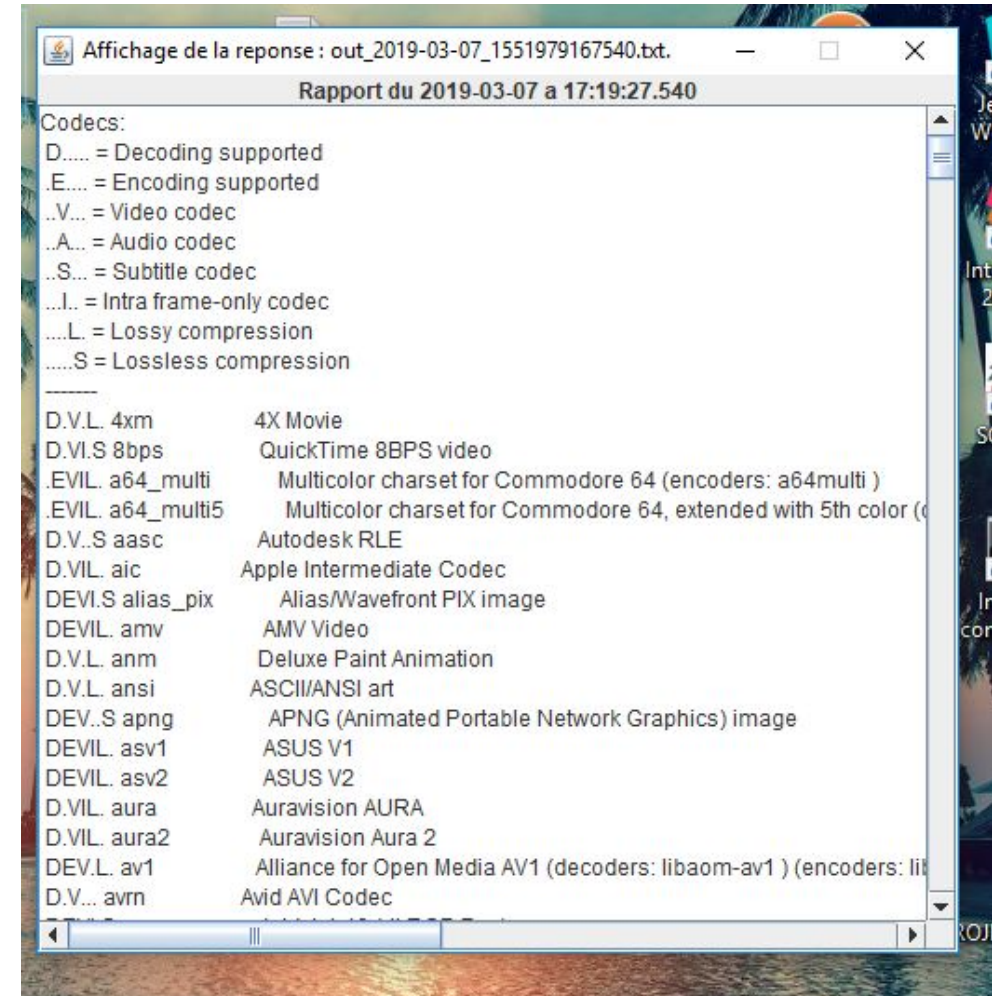 Affichage de la reponse : out_2019-03-07_1551979167540.txt.
Rapport du 2019-03-07 a 17:19:27.540
Codecs:
D..... = Decoding supported
.E.... = Encoding supported
..V... = Video codec
..A... = Audio codec
..S... = Subtitle codec
...I.. = Intra frame-only codec
....L. = Lossy compression
.....S = Lossless compression
-------
D.V.L. 4xm 4X Movie
D.VI.S 8bps QuickTime 8BPS video
.EVIL. a64_multi Multicolor charset for Commodore 64 (encoders: a64multi )
.EVIL. a64_multi5 Multicolor charset for Commodore 64, extended with 5th color (
D.V..S aasc Autodesk RLE
D.VIL. aic Apple Intermediate Codec
DEVI.S alias_pix Alias/Wavefront PIX image
DEVIL. amv AMV Video
D.V.L. anm Deluxe Paint Animation
D.V.L. ansi ASCII/ANSI art
DEV..S apng APNG (Animated Portable Network Graphics) image
DEVIL. asv1 ASUS V1
DEVIL. asv2 ASUS V2
D.VIL. aura Auravision AURA
D.VIL. aura2 Auravision Aura 2
DEV.L. av1 Alliance for Open Media AV1 (decoders: libaom-av1 ) (encoders: lib
D.V... avrn Avid AVI Codec